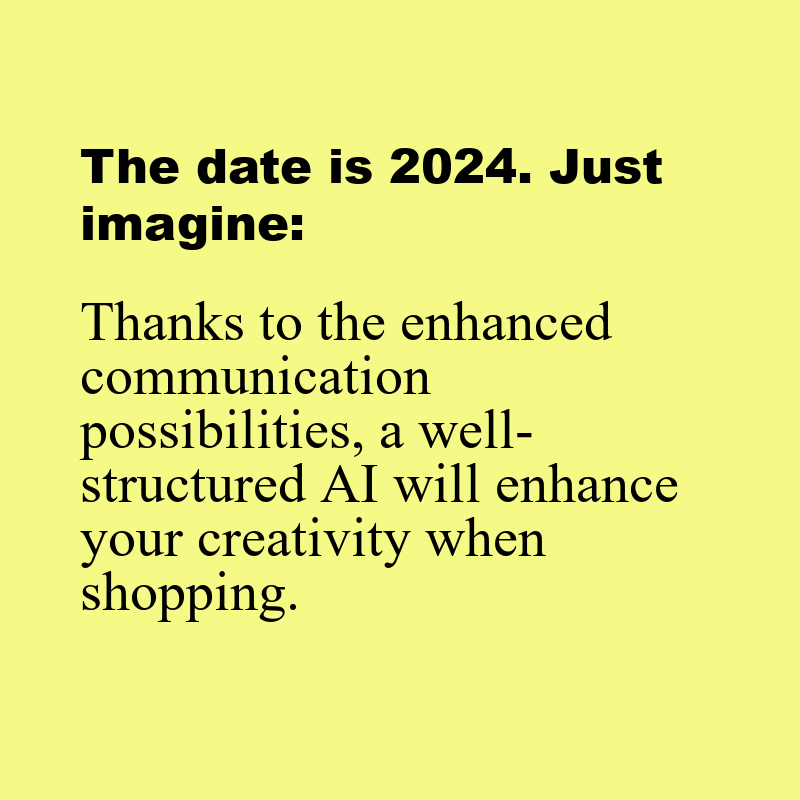 The date is 2024. Just
imagine:
Thanks to the enhanced
communication
possibilities, a well-
structured AI will enhance
your creativity when
shopping.